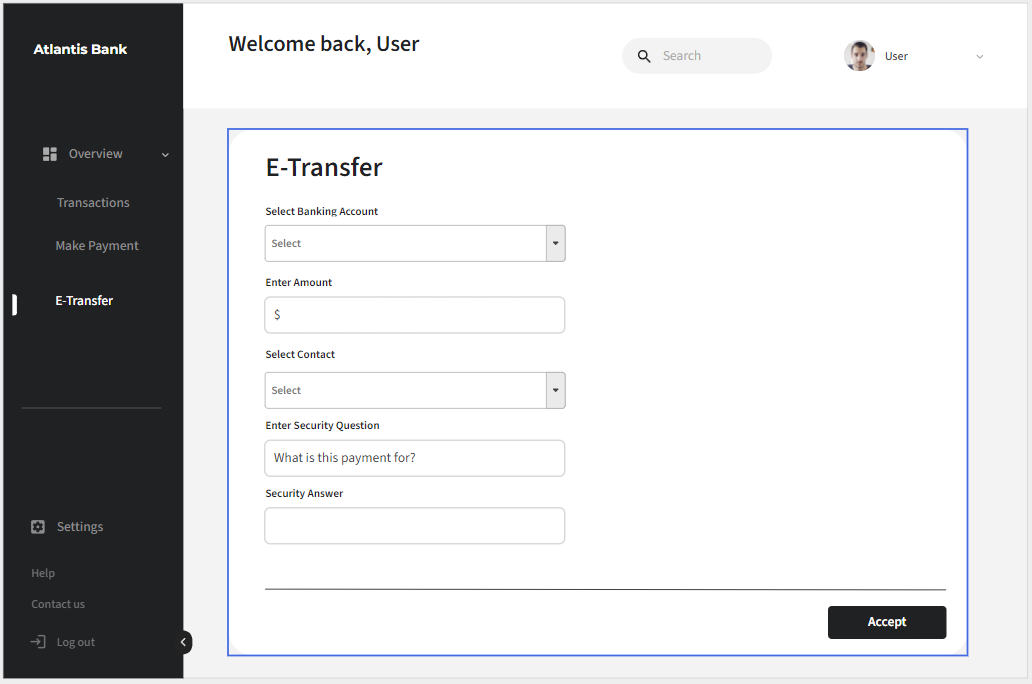 Atlantis Bank
Welcome back, User
Search
User
Overview
Transactions
Make Payment
E-Transfer
Settings
Help
Contact us
Log out
E-Transfer
Select Banking Account
Select
Enter Amount
$
Select Contact
Select
Enter Security Question
What is this payment for?
Security Answer
Accept